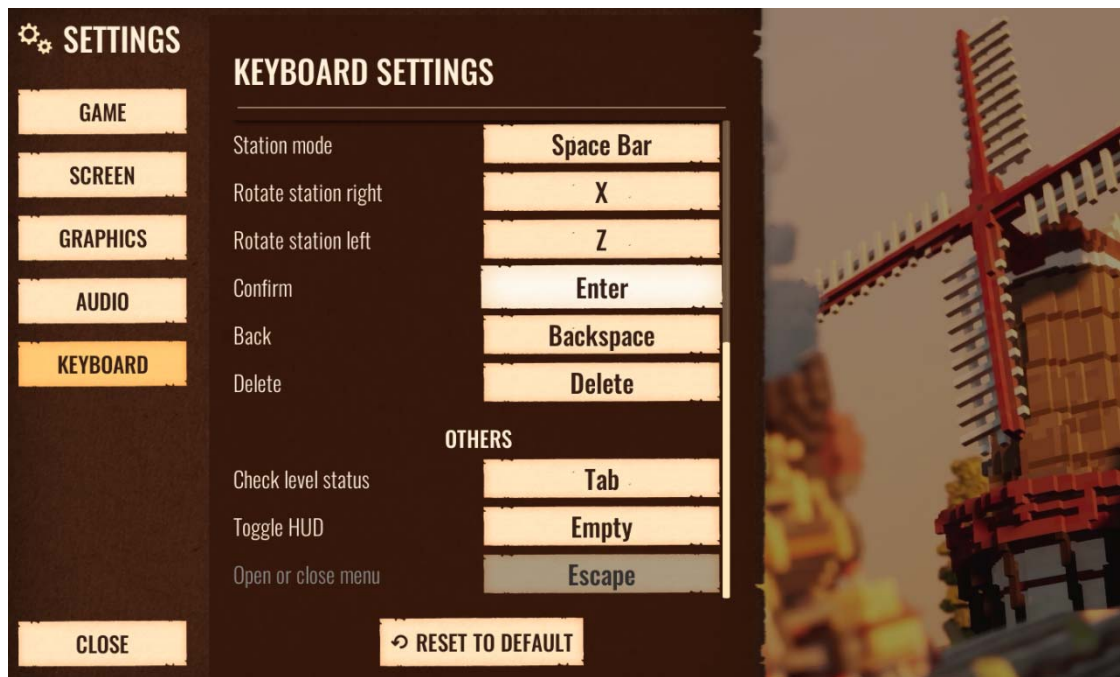 SETTINGS
GAME
SCREEN
GRAPHICS
AUDIO
KEYBOARD
CLOSE
KEYBOARD SETTINGS
Station mode Space Bar
Rotate station right X
Rotate station left Z
Confirm Enter
Back Backspace
Delete Delete
OTHERS
Check level status Tab
Toggle HUD Empty
Open or close menu Escape
RESET TO DEFAULT